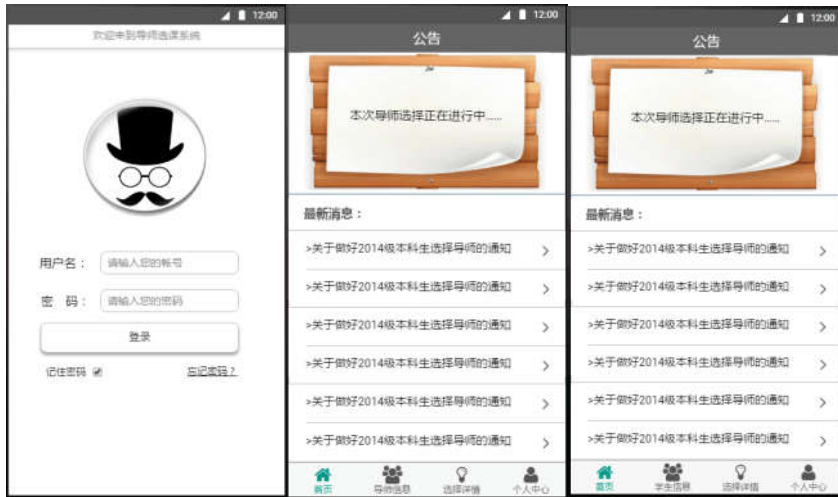 12:00
欢迎来到导师选课系统
用户名：
请输入您的帐号
密 码：
请输入您的密码
登录
记住密码
忘记密码？
12:00
公告
本次导师选择正在进行中......
最新消息：
>关于做好2014级本科生选择导师的通知
>关于做好2014级本科生选择导师的通知
>关于做好2014级本科生选择导师的通知
>关于做好2014级本科生选择导师的通知
>关于做好2014级本科生选择导师的通知
>关于做好2014级本科生选择导师的通知
首页
导师信息
选择详情
个人中心
12:00
公告
本次导师选择正在进行中......
最新消息：
>关于做好2014级本科生选择导师的通知
>关于做好2014级本科生选择导师的通知
>关于做好2014级本科生选择导师的通知
>关于做好2014级本科生选择导师的通知
>关于做好2014级本科生选择导师的通知
>关于做好2014级本科生选择导师的通知
首页
学生信息
选择详情
个人中心